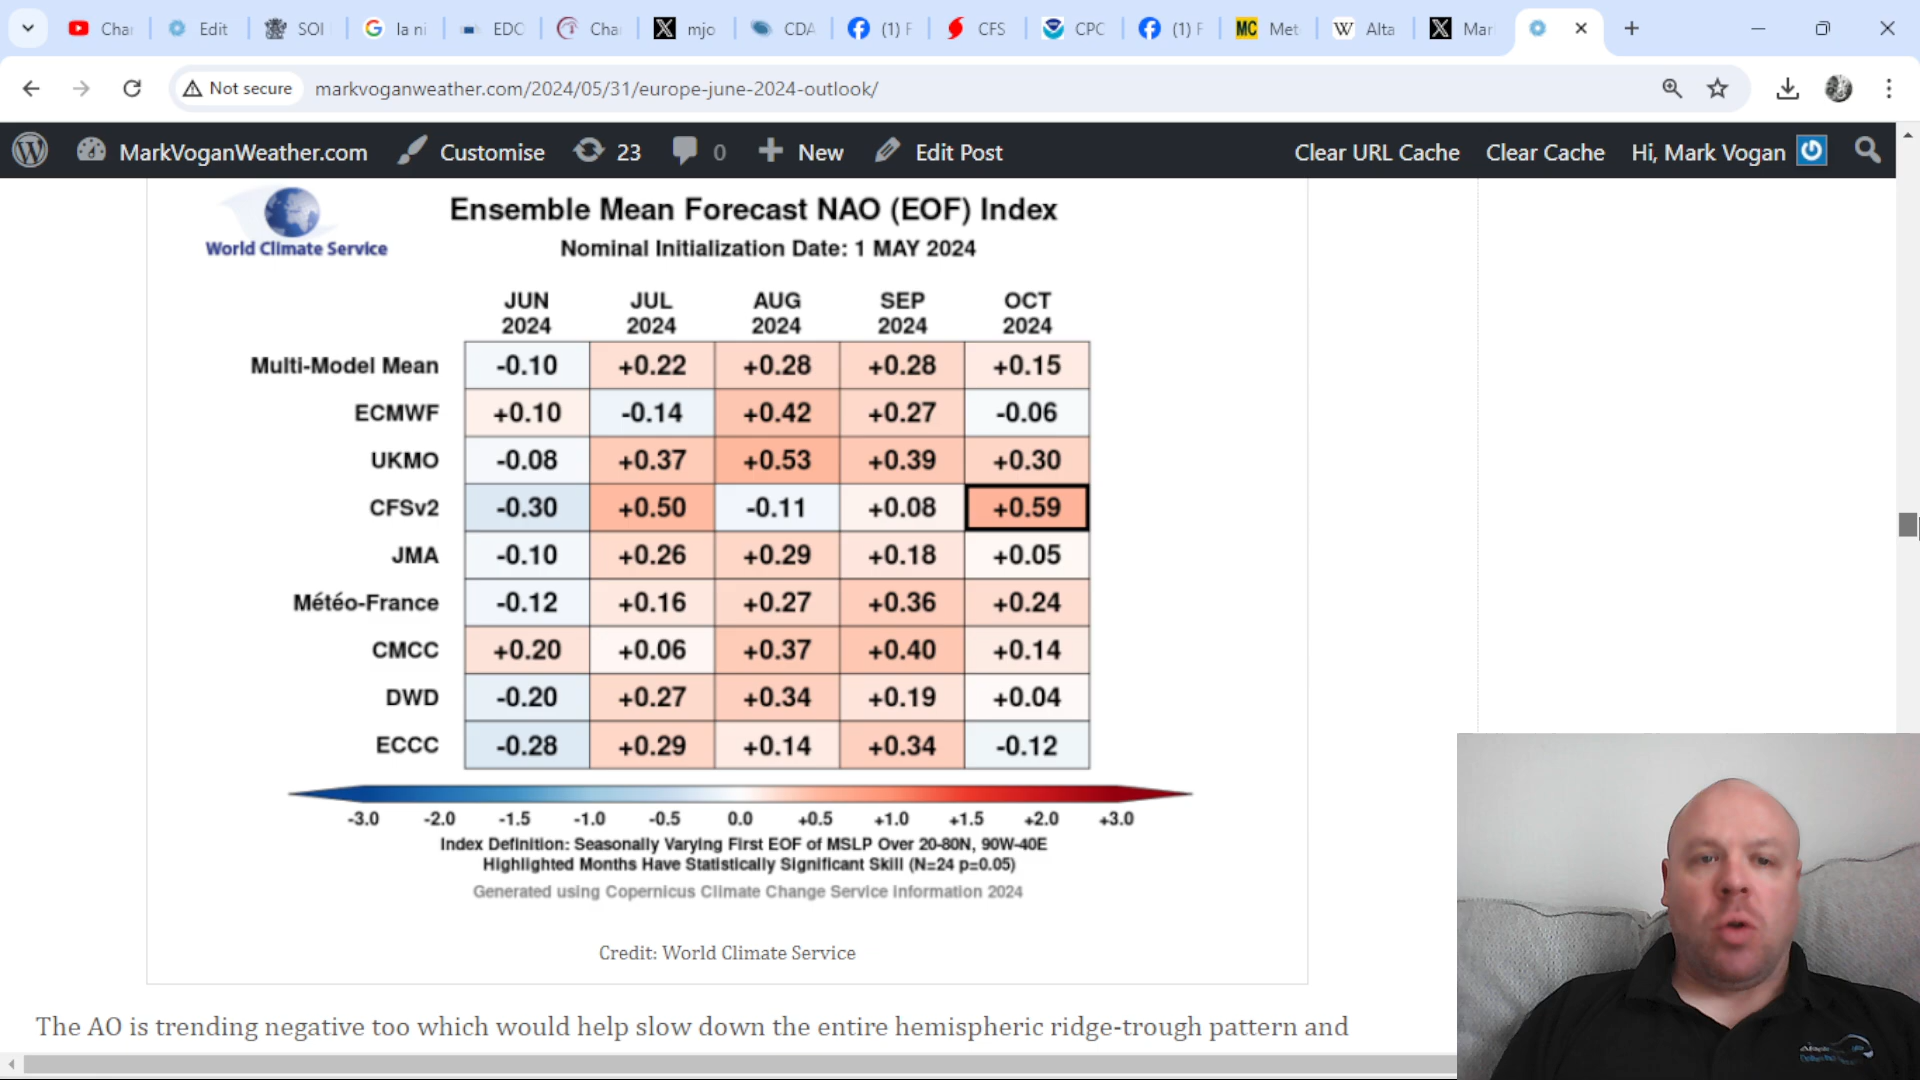 Cha
Edit
SOI
la ni
EDC
Cha
mjo
CDA
(1) F
CFS
CPC
(1) F
MC
Met
W
Alta
Mar
Not secure
markvoganweather.com/2024/05/31/europe-june-2024-outlook/
MarkVoganWeather.com
Customise
23
0
New
Edit Post
Clear URL Cache
Clear Cache
Hi, Mark Vogan
World Climate Service
Ensemble Mean Forecast NAO (EOF) Index
Nominal Initialization Date: 1 MAY 2024
JUN JUL AUG SEP OCT
2024 2024 2024 2024 2024
Multi-Model Mean -0.10 +0.22 +0.28 +0.28 +0.15
ECMWF +0.10 -0.14 +0.42 +0.27 -0.06
UKMO -0.08 +0.37 +0.53 +0.39 +0.30
CFSv2 -0.30 +0.50 -0.11 +0.08 +0.59
JMA -0.10 +0.26 +0.29 +0.18 +0.05
Météo-France -0.12 +0.16 +0.27 +0.36 +0.24
CMCC +0.20 +0.06 +0.37 +0.40 +0.14
DWD -0.20 +0.27 +0.34 +0.19 +0.04
ECCC -0.28 +0.29 +0.14 +0.34 -0.12
-3.0 -2.0 -1.5 -1.0 -0.5 0.0 +0.5 +1.0 +1.5 +2.0 +3.0
Index Definition: Seasonally Varying First EOF of MSLP Over 20-80N, 90W-40E
Highlighted Months Have Statistically Significant Skill (N=24 p=0.05)
Generated using Copernicus Climate Change Service Information 2024
Credit: World Climate Service
The AO is trending negative too which would help slow down the entire hemispheric ridge-trough pattern and